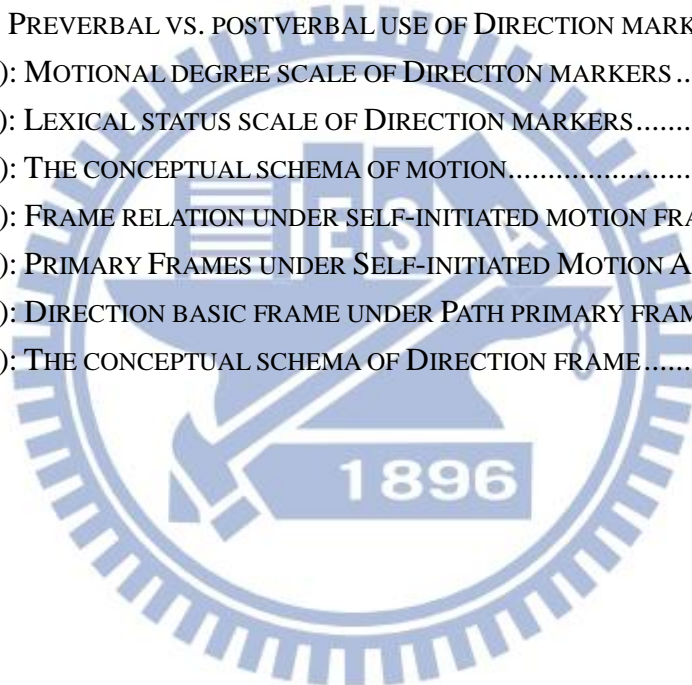 PREVERBAL VS. POSTVERBAL USE OF DIRECTION MARK
): MOTIONAL DEGREE SCALE OF DIRECITON MARKERS ..
): LEXICAL STATUS SCALE OF DIRECTION MARKERS.......
): THE CONCEPTUAL SCHEMA OF MOTION........................
): FRAME RELATION UNDER SELF-INITIATED MOTION FRA
): PRIMARY FRAMES UNDER SELF-INITIATED MOTION A
): DIRECTION BASIC FRAME UNDER PATH PRIMARY FRAM
): THE CONCEPTUAL SCHEMA OF DIRECTION FRAME......
E S A
1896